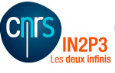 cnrs
IN2P3
Les deux infinis